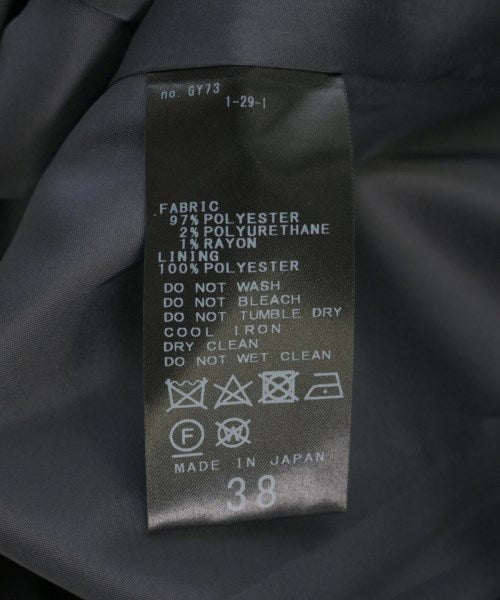 no. GY73
1-29-1
FABRIC
97% POLYESTER
2% POLYURETHANE
1% RAYON
LINING
100% POLYESTER
DO NOT WASH
DO NOT BLEACH
DO NOT TUMBLE DRY
COOL IRON
DRY CLEAN
DO NOT WET CLEAN
F W
MADE IN JAPAN
38